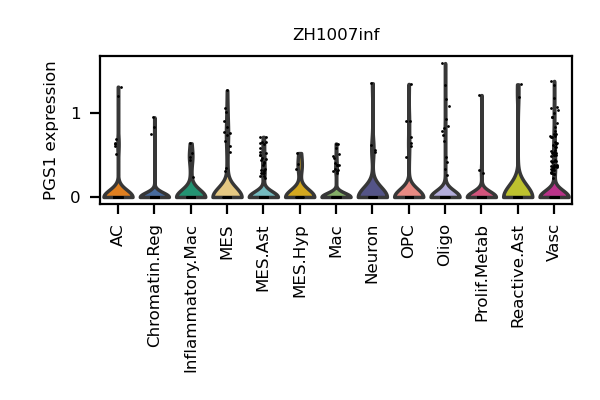 ZH1007inf
PGS1 expression
1
0
AC
Chromatin.Reg
Inflammatory.Mac
MES
MES.Ast
MES.Hyp
Mac
Neuron
OPC
Oligo
Prolif.Metab
Reactive.Ast
Vasc